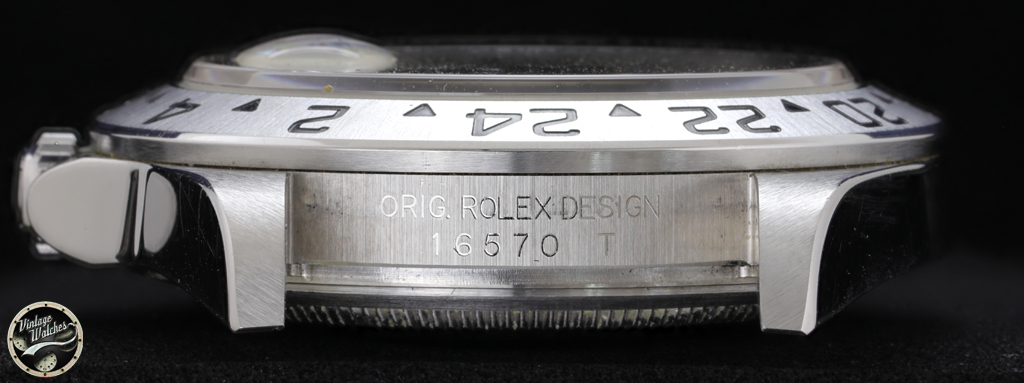 4 2 24 22 20
ORIG. ROLEX DESIGN
16570 T
Vintage
Watches